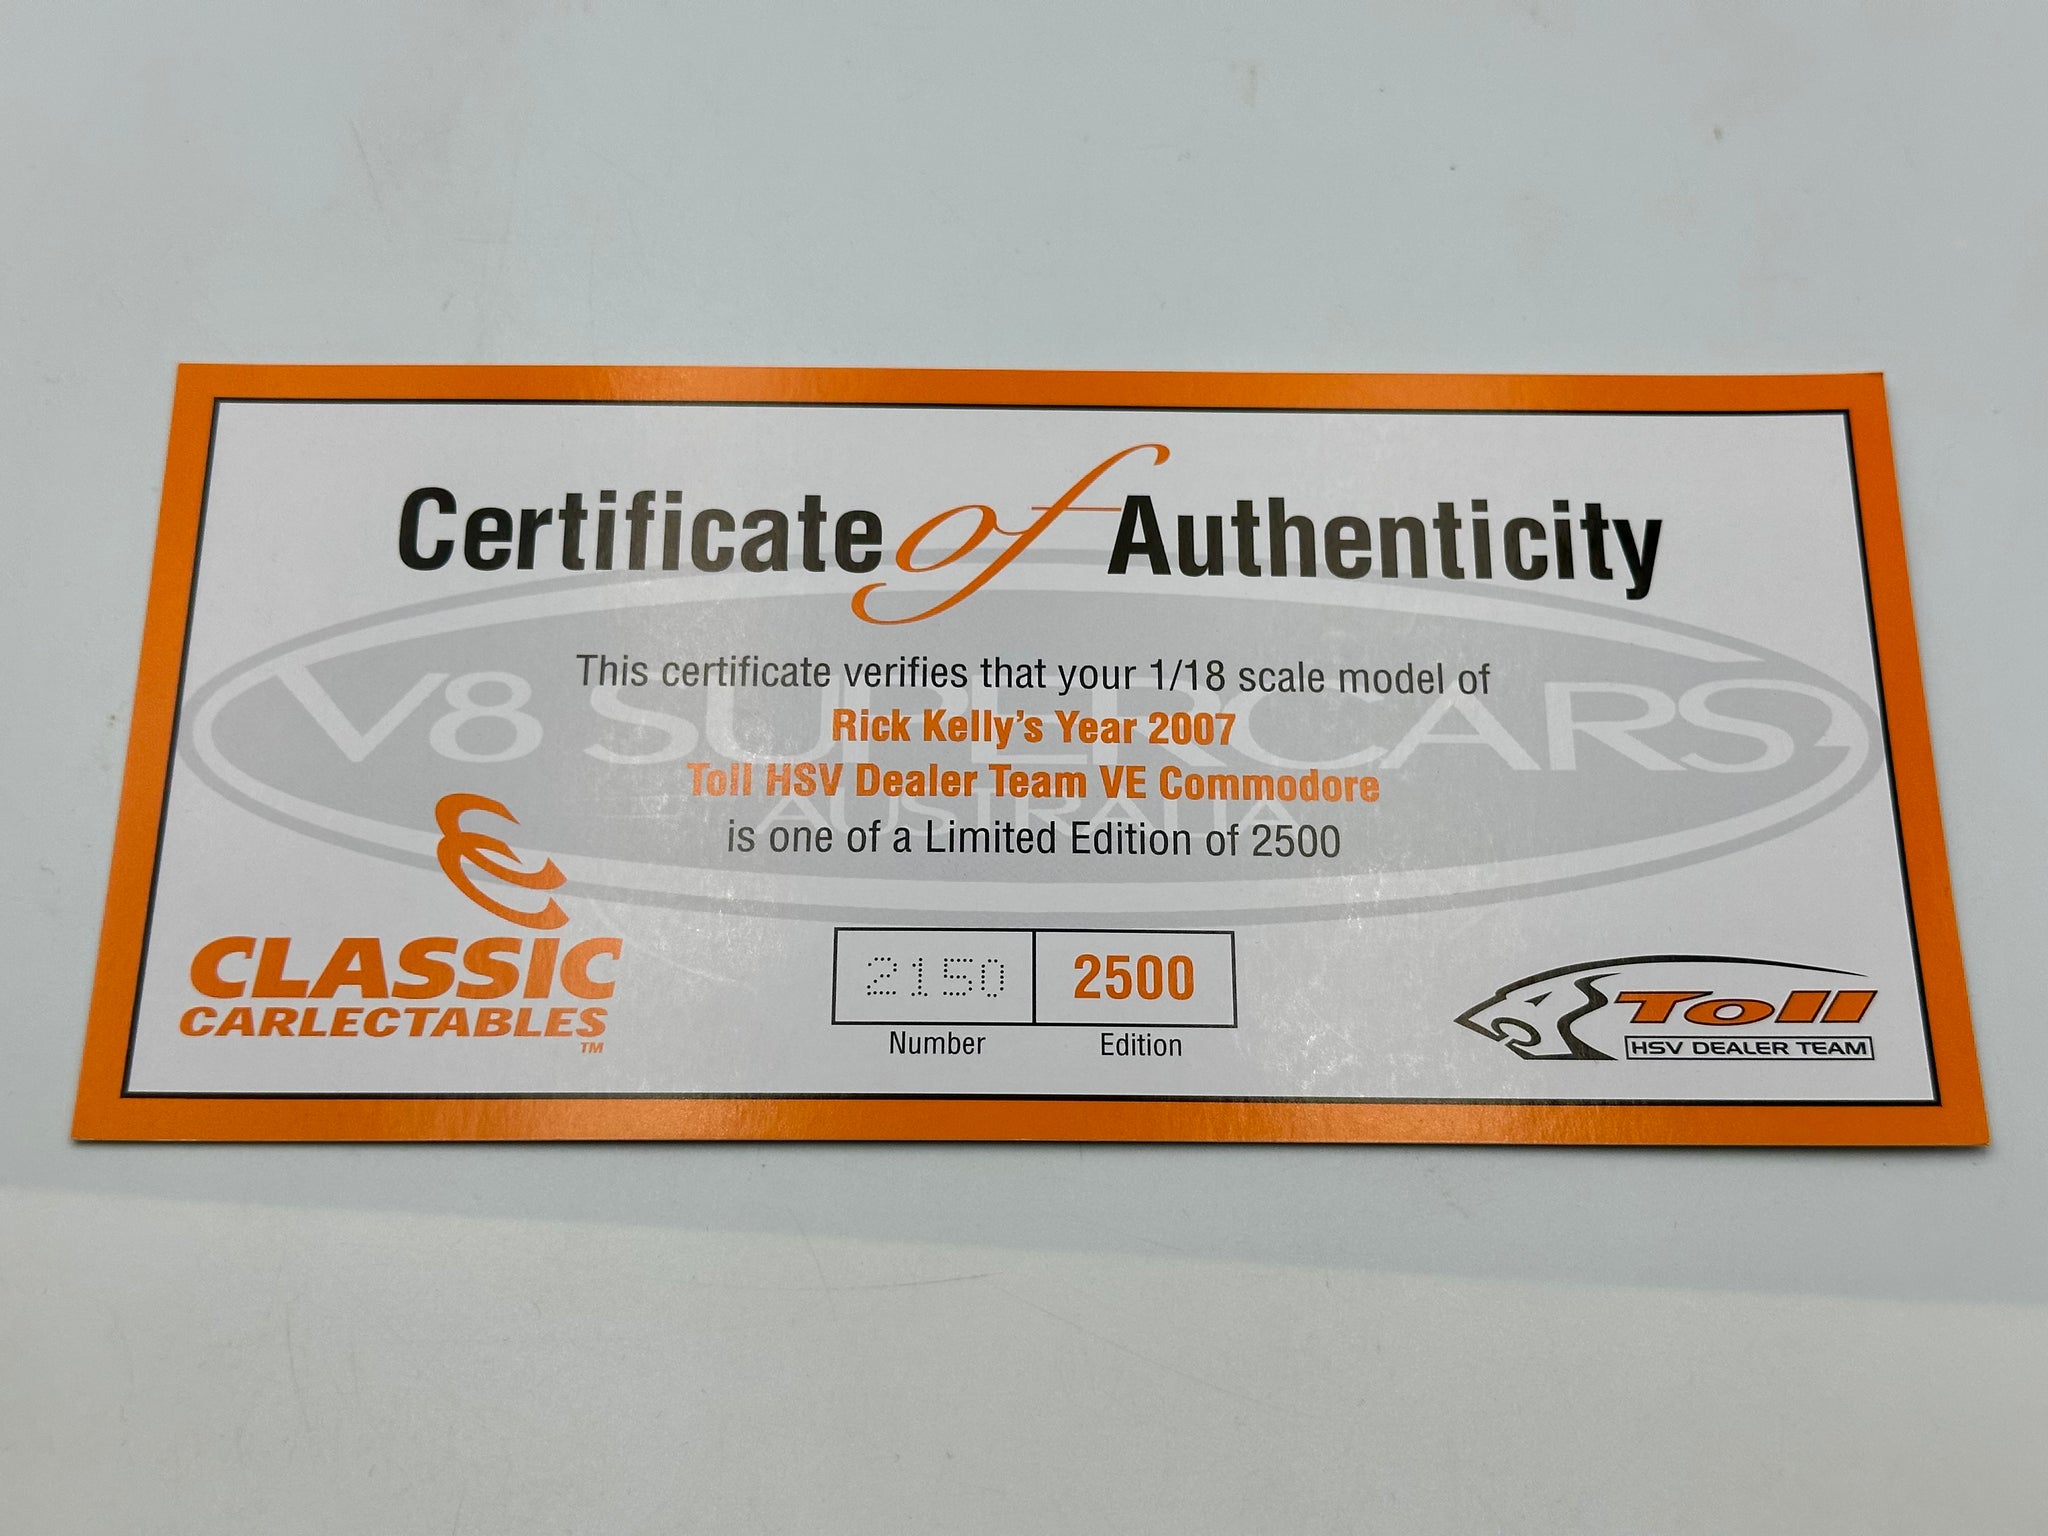 Certificate of Authenticity
V8 SUPERCARS
AUSTRALIA
This certificate verifies that your 1/18 scale model of
Rick Kelly's Year 2007
Toll HSV Dealer Team VE Commodore
is one of a Limited Edition of 2500
CLASSIC
CARLECTABLES
TM
2150 2500
Number Edition
Toll
HSV DEALER TEAM